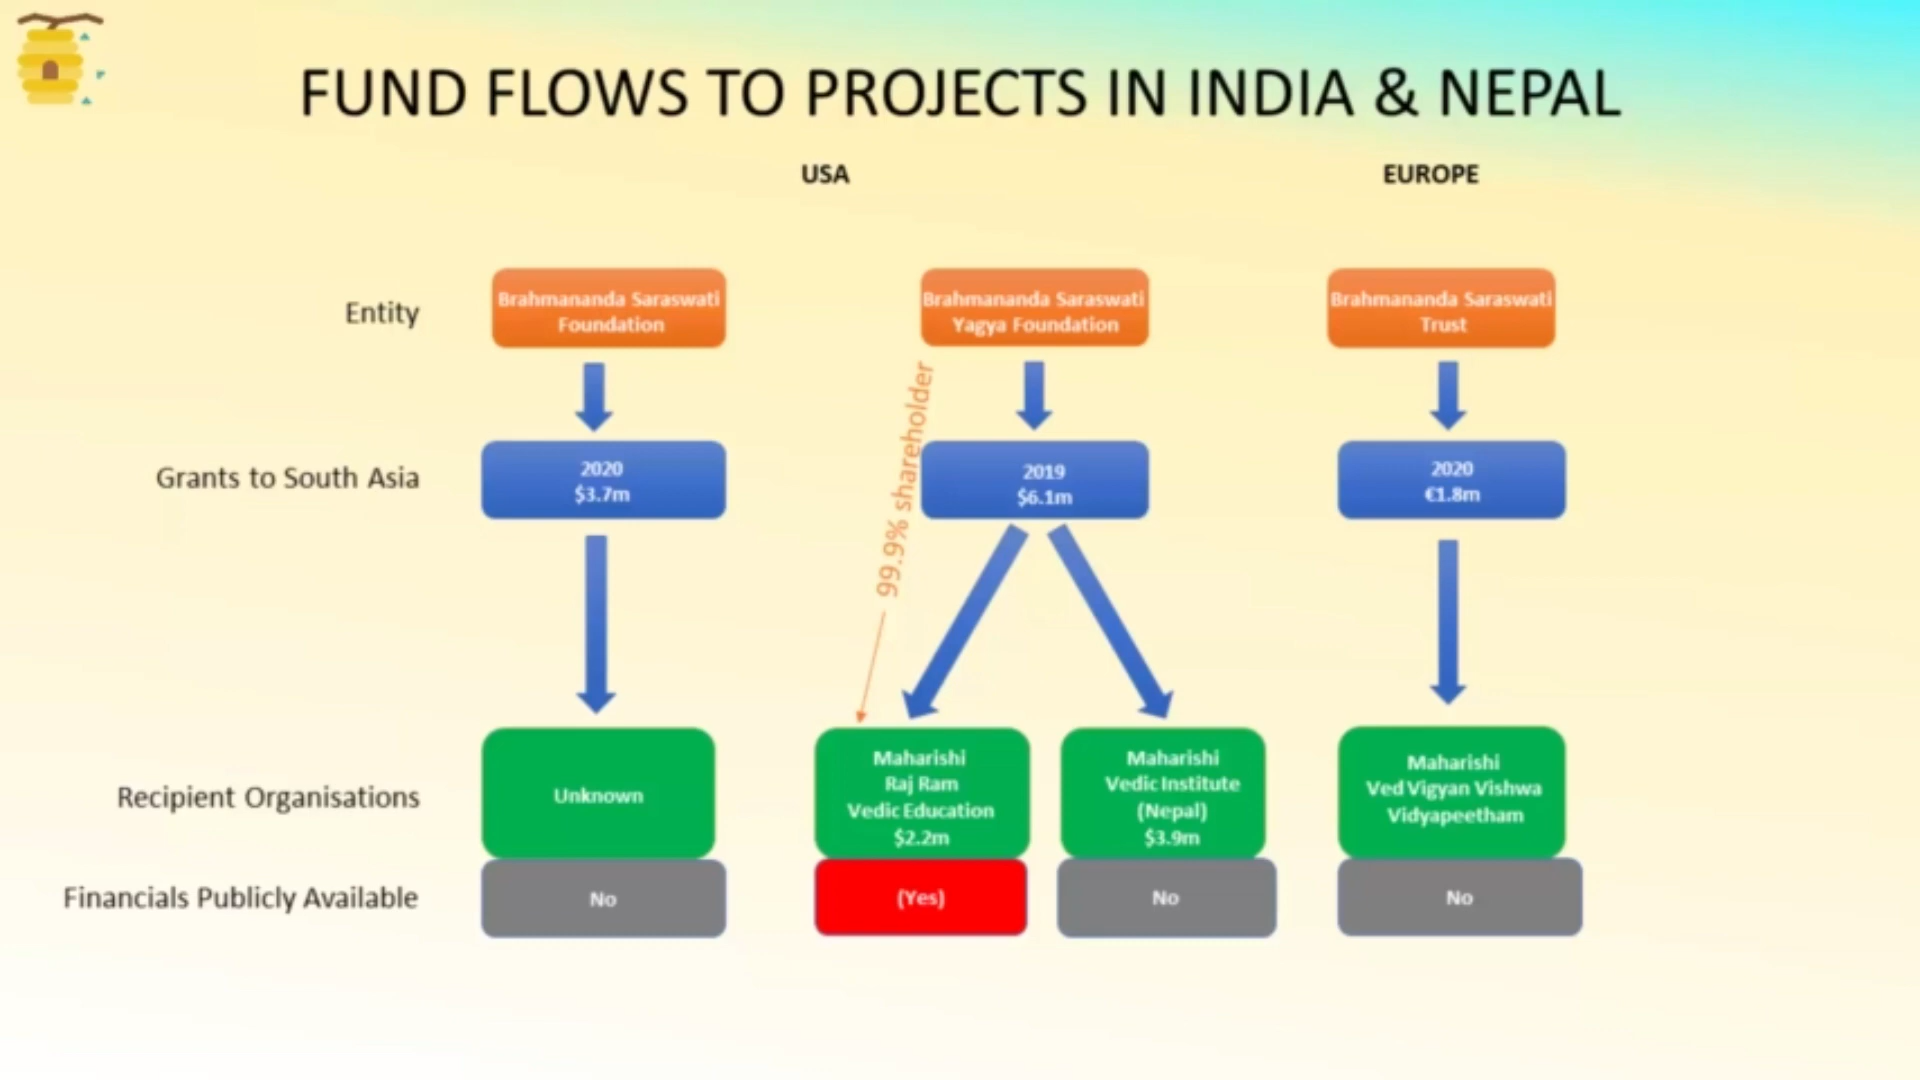 FUND FLOWS TO PROJECTS IN INDIA & NEPAL
USA
EUROPE
Entity
Brahmananda Saraswati
Foundation
Brahmananda Saraswati
Yagya Foundation
Brahmananda Saraswati
Trust
99.9% shareholder
Grants to South Asia
2020
$3.7m
2019
$6.1m
2020
€1.8m
Recipient Organisations
Unknown
Maharishi
Raj Ram
Vedic Education
$2.2m
Maharishi
Vedic Institute
(Nepal)
$3.9m
Maharishi
Ved Vigyan Vishwa
Vidyapeetham
Financials Publicly Available
No
(Yes)
No
No